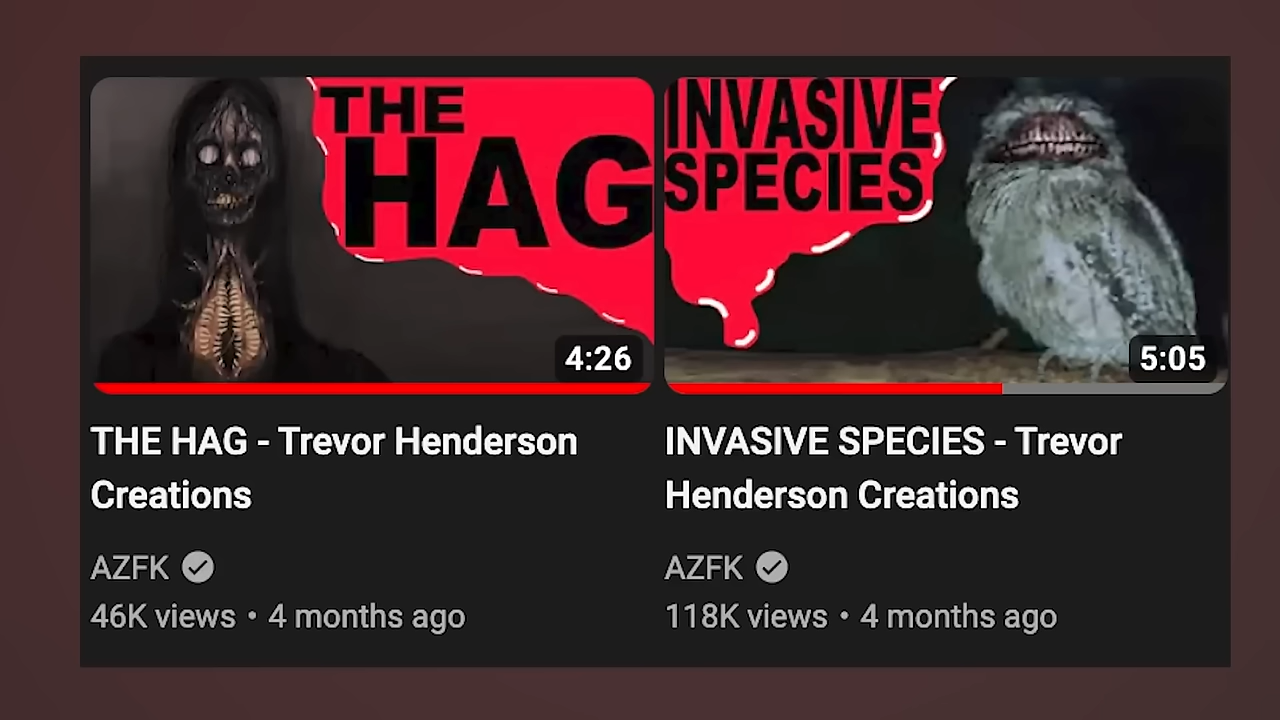 THE
HAG
4:26
THE HAG - Trevor Henderson
Creations
AZFK
46K views • 4 months ago
INVASIVE
SPECIES
5:05
INVASIVE SPECIES - Trevor
Henderson Creations
AZFK
118K views • 4 months ago